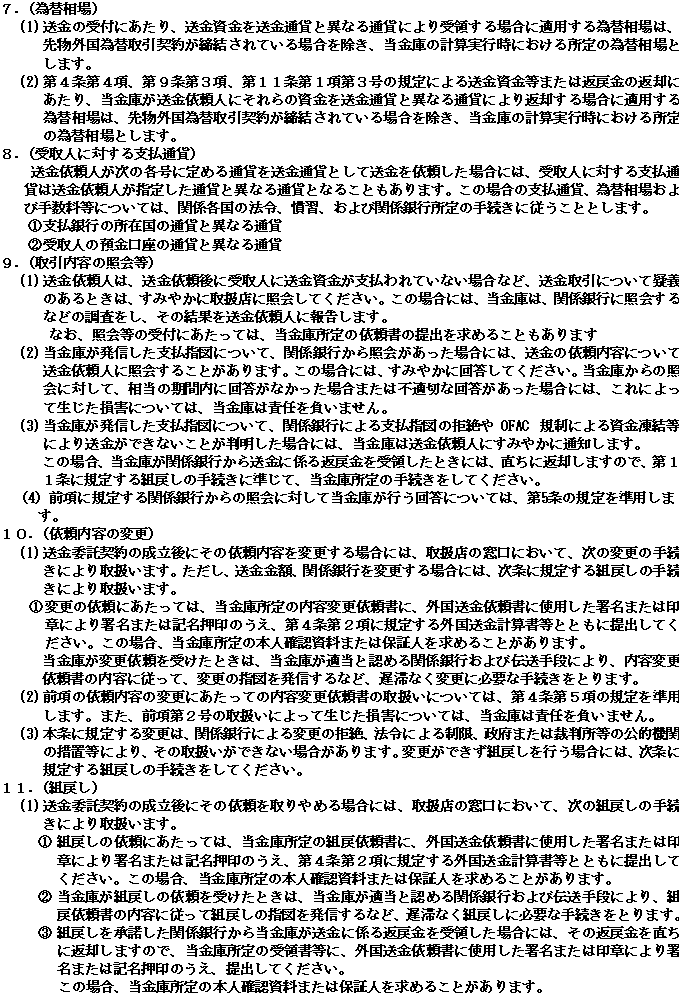 ７．（為替相場）
(1) 送金の受付にあたり、送金資金を送金通貨と異なる通貨により受領する場合に適用する為替相場は、
先物外国為替取引契約が締結されている場合を除き、当金庫の計算実行時における所定の為替相場と
します。
(2) 第４条第４項、第９条第３項、第１１条第１項第３号の規定による送金資金等または返戻金の返却に
あたり、当金庫が送金依頼人にそれらの資金を送金通貨と異なる通貨により返却する場合に適用する
為替相場は、先物外国為替取引契約が締結されている場合を除き、当金庫の計算実行時における所定
の為替相場とします。
８．（受取人に対する支払通貨）
送金依頼人が次の各号に定める通貨を送金通貨として送金を依頼した場合には、受取人に対する支払通
貨は送金依頼人が指定した通貨と異なる通貨となることもあります。この場合の支払通貨、為替相場およ
び手数料等については、関係各国の法令、慣習、および関係銀行所定の手続きに従うこととします。
①支払銀行の所在国の通貨と異なる通貨
②受取人の預金口座の通貨と異なる通貨
９．（取引内容の照会等）
(1) 送金依頼人は、送金依頼後に受取人に送金資金が支払われていない場合など、送金取引について疑義
のあるときは、すみやかに取扱店に照会してください。この場合には、当金庫は、関係銀行に照会する
などの調査をし、その結果を送金依頼人に報告します。
なお、照会等の受付にあたっては、当金庫所定の依頼書の提出を求めることもあります
(2) 当金庫が発信した支払指図について、関係銀行から照会があった場合には、送金の依頼内容について
送金依頼人に照会することがあります。この場合には、すみやかに回答してください。当金庫からの照
会に対して、相当の期間内に回答がなかった場合または不適切な回答があった場合には、これによっ
て生じた損害については、当金庫は責任を負いません。
(3) 当金庫が発信した支払指図について、関係銀行による支払指図の拒絶や OFAC 規制による資金凍結等
により送金ができないことが判明した場合には、当金庫は送金依頼人にすみやかに通知します。
この場合、当金庫が関係銀行から送金に係る返戻金を受領したときには、直ちに返却しますので、第１
１条に規定する組戻しの手続きに準じて、当金庫所定の手続きをしてください。
(4) 前項に規定する関係銀行からの照会に対して当金庫が行う回答については、第5条の規定を準用しま
す。
１０．（依頼内容の変更）
(1) 送金委託契約の成立後にその依頼内容を変更する場合には、取扱店の窓口において、次の変更の手続
きにより取扱います。ただし、送金金額、関係銀行を変更する場合には、次条に規定する組戻しの手続
きにより取扱います。
①変更の依頼にあたっては、当金庫所定の内容変更依頼書に、外国送金依頼書に使用した署名または印
章により署名または記名押印のうえ、第４条第２項に規定する外国送金計算書等とともに提出してく
ださい。この場合、当金庫所定の本人確認資料または保証人を求めることがあります。
当金庫が変更依頼を受けたときは、当金庫が適当と認める関係銀行および伝送手段により、内容変更
依頼書の内容に従って、変更の指図を発信するなど、遅滞なく変更に必要な手続きをとります。
(2) 前項の依頼内容の変更にあたっての内容変更依頼書の取扱いについては、第４条第５項の規定を準用
します。また、前項第２号の取扱いによって生じた損害については、当金庫は責任を負いません。
(3) 本条に規定する変更は、関係銀行による変更の拒絶、法令による制限、政府または裁判所等の公的機関
の措置等により、その取扱いができない場合があります。変更ができず組戻しを行う場合には、次条に
規定する組戻しの手続きをしてください。
１１．（組戻し）
(1) 送金委託契約の成立後にその依頼を取りやめる場合には、取扱店の窓口において、次の組戻しの手続
きにより取扱います。
① 組戻しの依頼にあたっては、当金庫所定の組戻依頼書に、外国送金依頼書に使用した署名または印
章により署名または記名押印のうえ、第４条第２項に規定する外国送金計算書等とともに提出して
ください。この場合、当金庫所定の本人確認資料または保証人を求めることがあります。
② 当金庫が組戻しの依頼を受けたときは、当金庫が適当と認める関係銀行および伝送手段により、組
戻依頼書の内容に従って組戻しの指図を発信するなど、遅滞なく組戻しに必要な手続きをとります。
③ 組戻しを承諾した関係銀行から当金庫が送金に係る返戻金を受領した場合には、その返戻金を直ち
に返却しますので、当金庫所定の受領書等に、外国送金依頼書に使用した署名または印章により署
名または記名押印のうえ、提出してください。
この場合、当金庫所定の本人確認資料または保証人を求めることがあります。